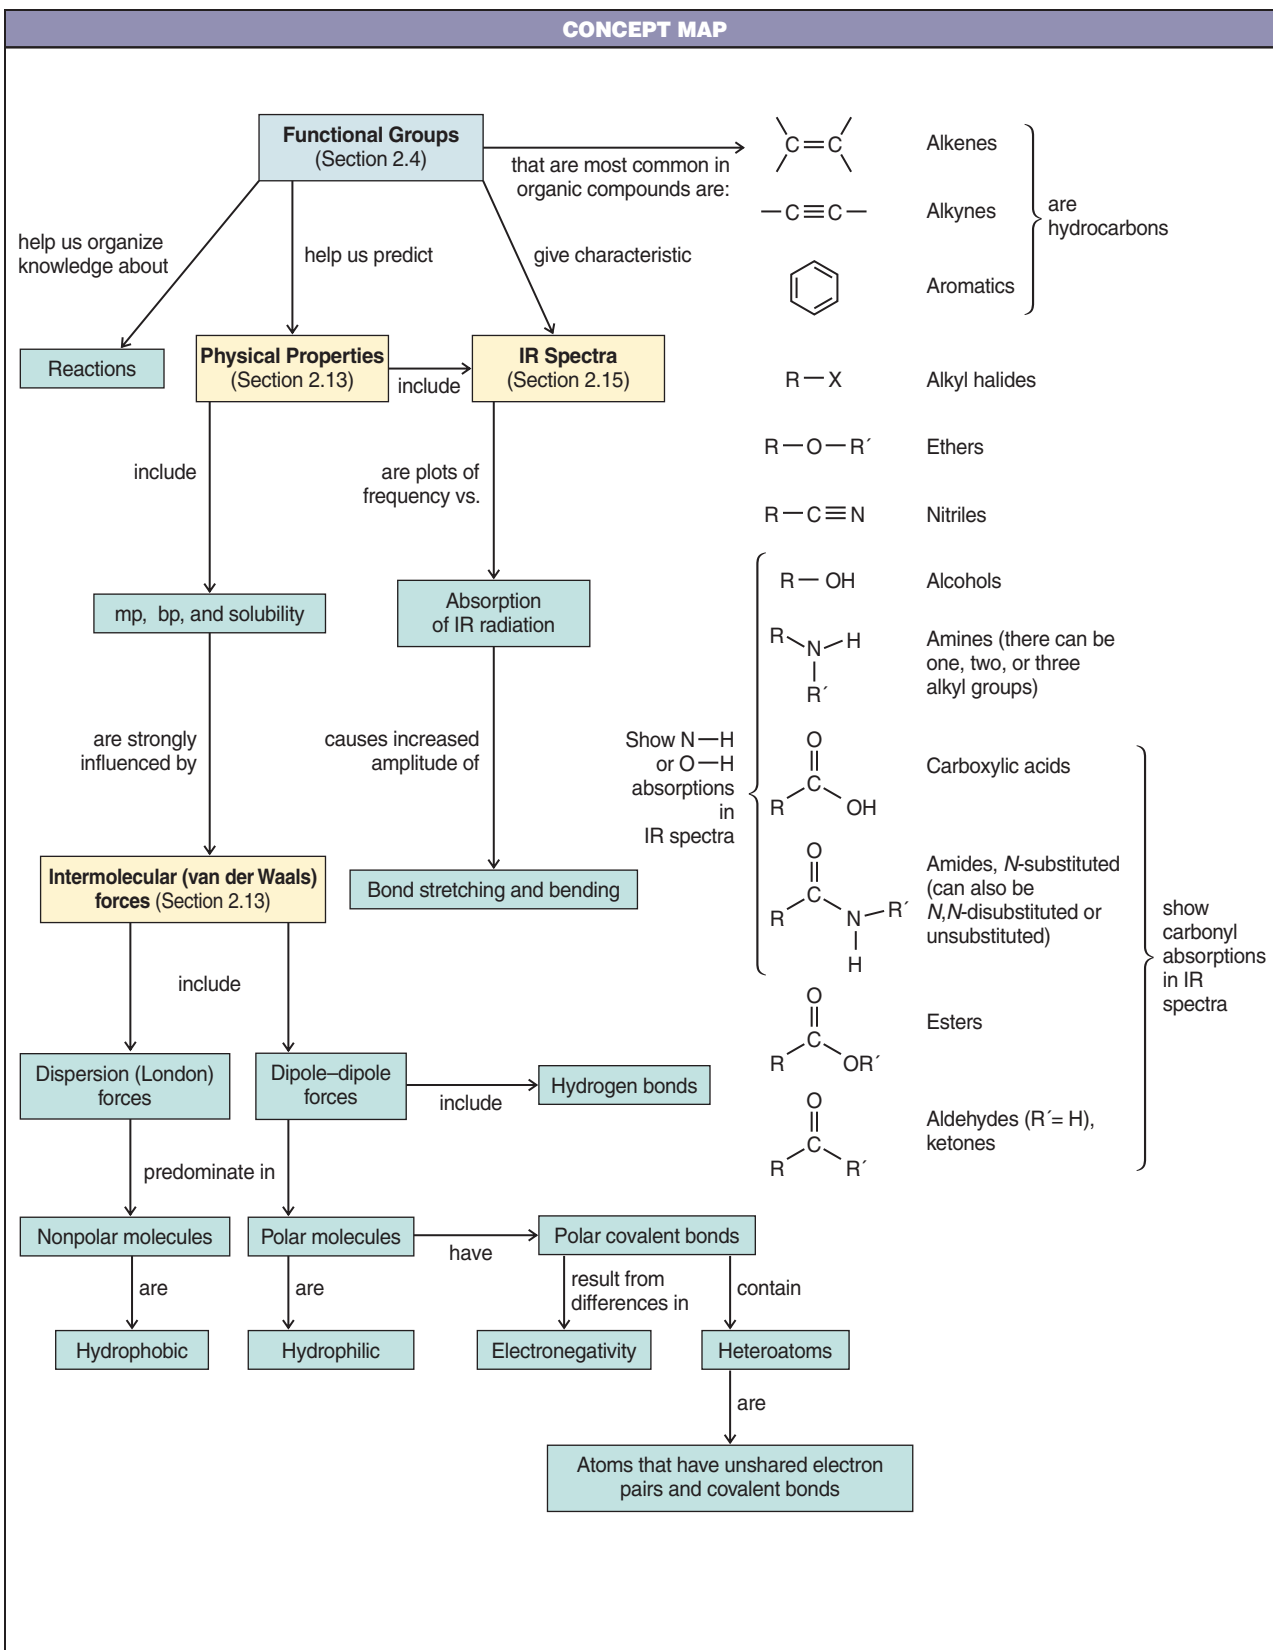 CONCEPT MAP
Functional Groups
(Section 2.4)
that are most common in
organic compounds are:
help us organize
knowledge about
help us predict
give characteristic
Reactions
Physical Properties
(Section 2.13)
include
IR Spectra
(Section 2.15)
include
are plots of
frequency vs.
mp, bp, and solubility
Absorption
of IR radiation
are strongly
influenced by
causes increased
amplitude of
Intermolecular (van der Waals)
forces (Section 2.13)
Bond stretching and bending
include
Dispersion (London)
forces
Dipole–dipole
forces
include
Hydrogen bonds
predominate in
Nonpolar molecules
Polar molecules
have
Polar covalent bonds
are
are
result from
differences in
contain
Hydrophobic
Hydrophilic
Electronegativity
Heteroatoms
are
Atoms that have unshared electron
pairs and covalent bonds
C=C
Alkenes
—C≡C—
Alkynes
Aromatics
are
hydrocarbons
R—X
Alkyl halides
R—O—R´
Ethers
R—C≡N
Nitriles
Show N—H
or O—H
absorptions
in
IR spectra
R—OH
Alcohols
R
N—H
R´
Amines (there can be
one, two, or three
alkyl groups)
O
C
R
OH
Carboxylic acids
O
C
R
N
R´
H
Amides, N-substituted
(can also be
N,N-disubstituted or
unsubstituted)
O
C
R
OR´
Esters
O
C
R
R´
Aldehydes (R´= H),
ketones
show
carbonyl
absorptions
in IR
spectra